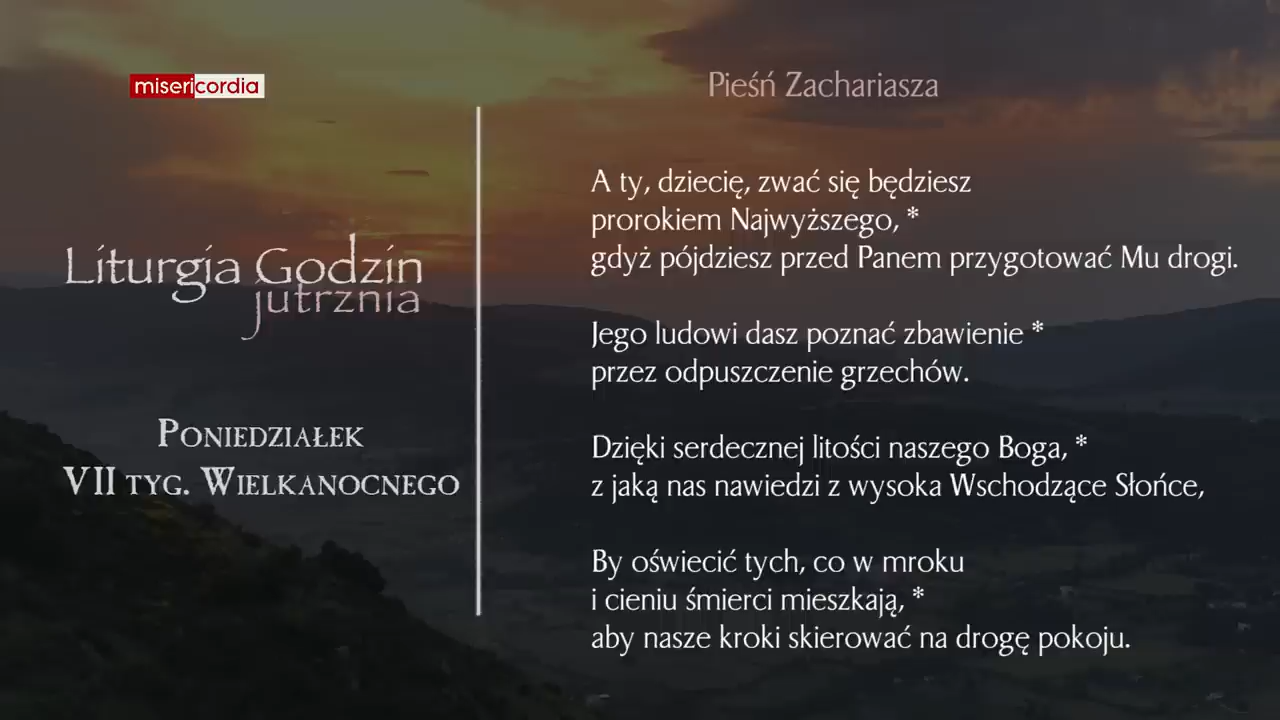 misericordia
Liturgia Godzin
jutrznia
Poniedziałek
VII tyg. Wielkanocnego
Pieśń Zachariasza
A ty, dziecię, zwać się będziesz
prorokiem Najwyższego, *
gdyż pójdziesz przed Panem przygotować Mu drogi.
Jego ludowi dasz poznać zbawienie *
przez odpuszczenie grzechów.
Dzięki serdecznej litości naszego Boga, *
z jaką nas nawiedzi z wysoka Wschodzące Słońce,
By oświecić tych, co w mroku
i cieniu śmierci mieszkają, *
aby nasze kroki skierować na drogę pokoju.